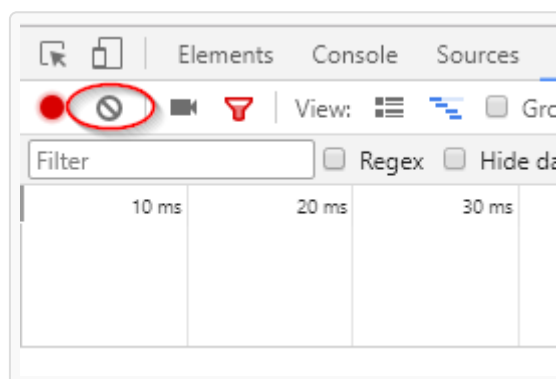 Elements Console Sources
View: Gro
Filter Regex Hide da
10 ms 20 ms 30 ms